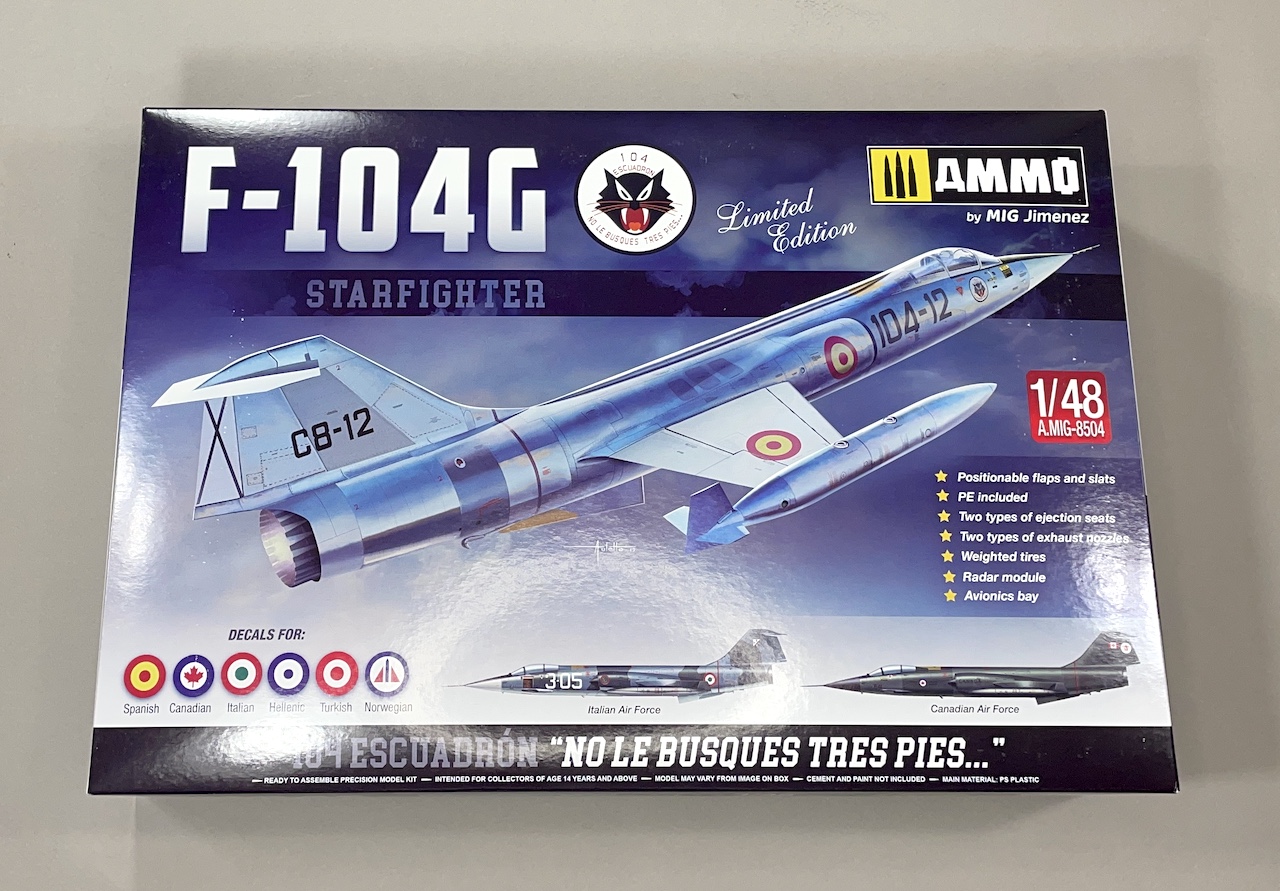 F-104G
STARFIGHTER
104
ESCUADRÓN
NO LE BUSQUES TRES PIES...
Limited
Edition
AMMO
by MIG Jimenez
104-12
C8-12
1/48
A.MIG-8504
Positionable flaps and slats
PE included
Two types of ejection seats
Two types of exhaust nozzles
Weighted tires
Radar module
Avionics bay
DECALS FOR:
Spanish
Canadian
Italian
Hellenic
Turkish
Norwegian
3-05
Italian Air Force
Canadian Air Force
104 ESCUADRÓN "NO LE BUSQUES TRES PIES..."
READY TO ASSEMBLE PRECISION MODEL KIT — INTENDED FOR COLLECTORS OF AGE 14 YEARS AND ABOVE — MODEL MAY VARY FROM IMAGE ON BOX — CEMENT AND PAINT NOT INCLUDED — MAIN MATERIAL: PS PLASTIC